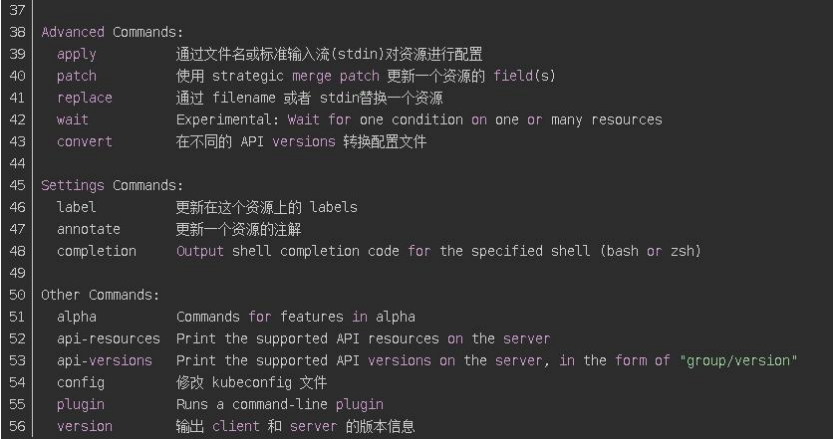 37
38 Advanced Commands:
39 apply 通过文件名或标准输入流(stdin)对资源进行配置
40 patch 使用 strategic merge patch 更新一个资源的 field(s)
41 replace 通过 filename 或者 stdin替换一个资源
42 wait Experimental: Wait for one condition on one or many resources
43 convert 在不同的 API versions 转换配置文件
44
45 Settings Commands:
46 label 更新在这个资源上的 labels
47 annotate 更新一个资源的注解
48 completion Output shell completion code for the specified shell (bash or zsh)
49
50 Other Commands:
51 alpha Commands for features in alpha
52 api-resources Print the supported API resources on the server
53 api-versions Print the supported API versions on the server, in the form of "group/version"
54 config 修改 kubeconfig 文件
55 plugin Runs a command-line plugin
56 version 输出 client 和 server 的版本信息